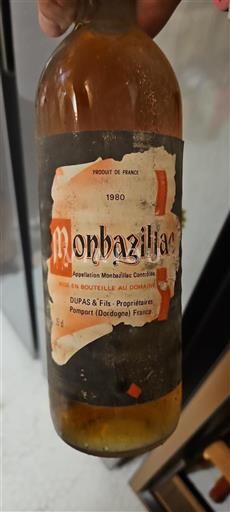 PRODUIT DE FRANCE
1980
Monbazillac
Appellation Monbazillac Contrôlée
MISE EN BOUTEILLE AU DOMAINE
DUPAS & Fils - Propriétaires
Pomport (Dordogne) France